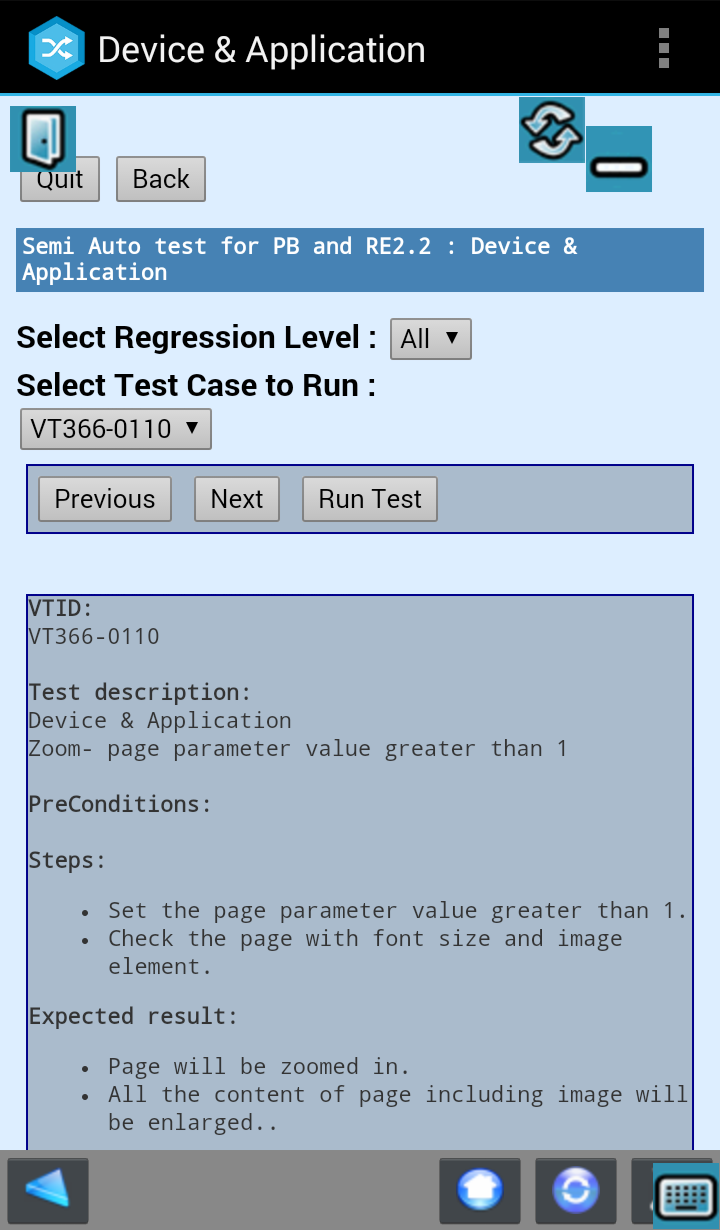 Device & Application
Quit
Back
Semi Auto test for PB and RE2.2 : Device &
Application
Select Regression Level :
All
Select Test Case to Run :
VT366-0110
Previous
Next
Run Test
VTID:
VT366-0110
Test description:
Device & Application
Zoom- page parameter value greater than 1
PreConditions:
Steps:
• Set the page parameter value greater than 1.
• Check the page with font size and image
element.
Expected result:
• Page will be zoomed in.
• All the content of page including image will
be enlarged..